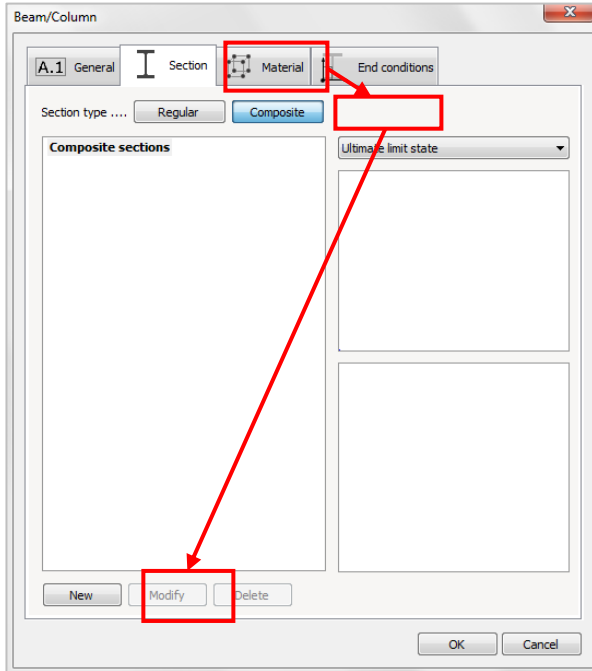 Beam/Column
X
A.1 General Section Material End conditions
Section type .... Regular Composite
Composite sections
Ultimate limit state
New Modify Delete
OK Cancel